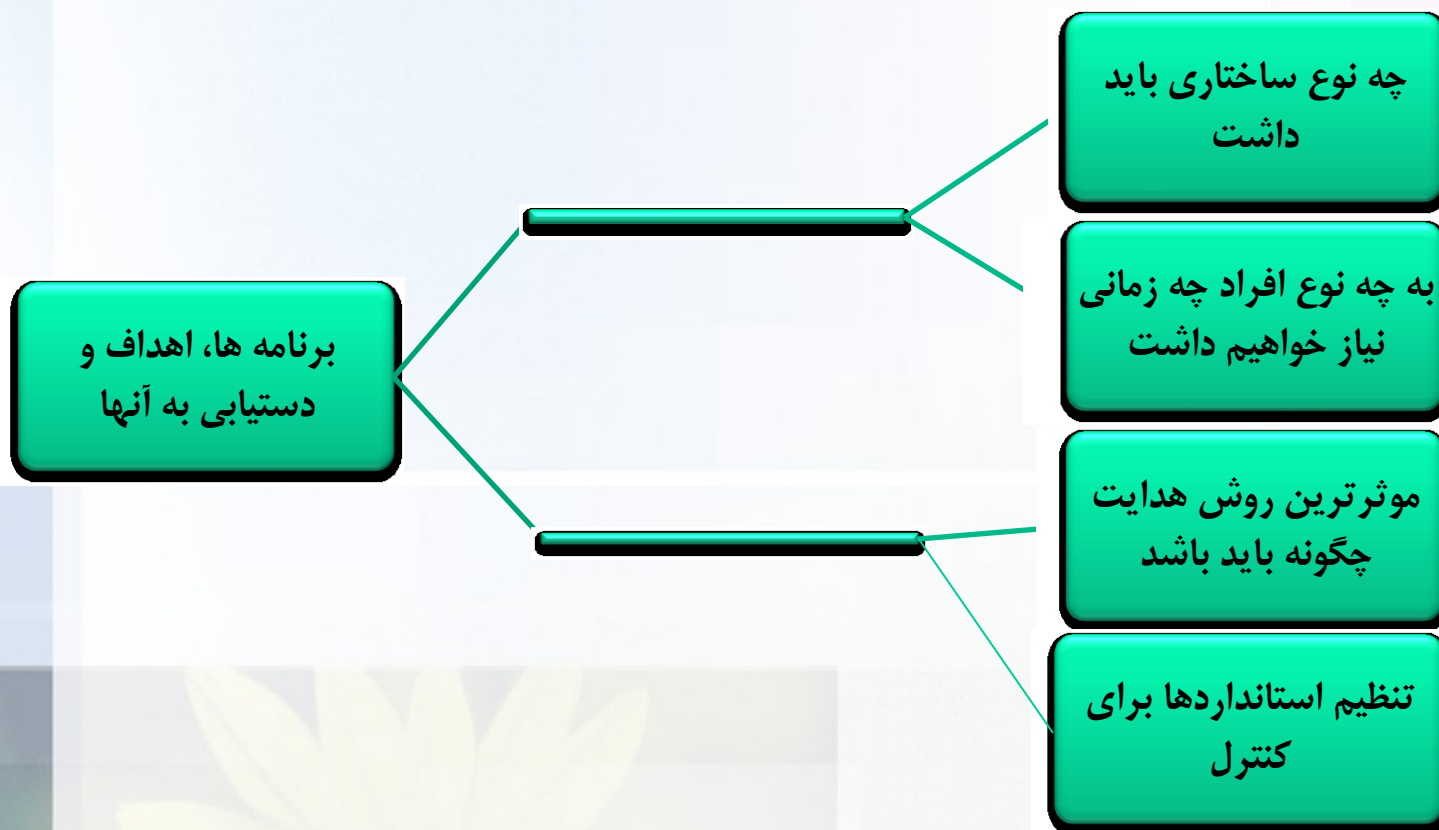 چه نوع ساختاری باید
داشت
به چه نوع افراد چه زمانی
نیاز خواهیم داشت
برنامه ها، اهداف و
دستیابی به آنها
موثرترین روش هدایت
چگونه باید باشد
تنظیم استانداردها برای
کنترل